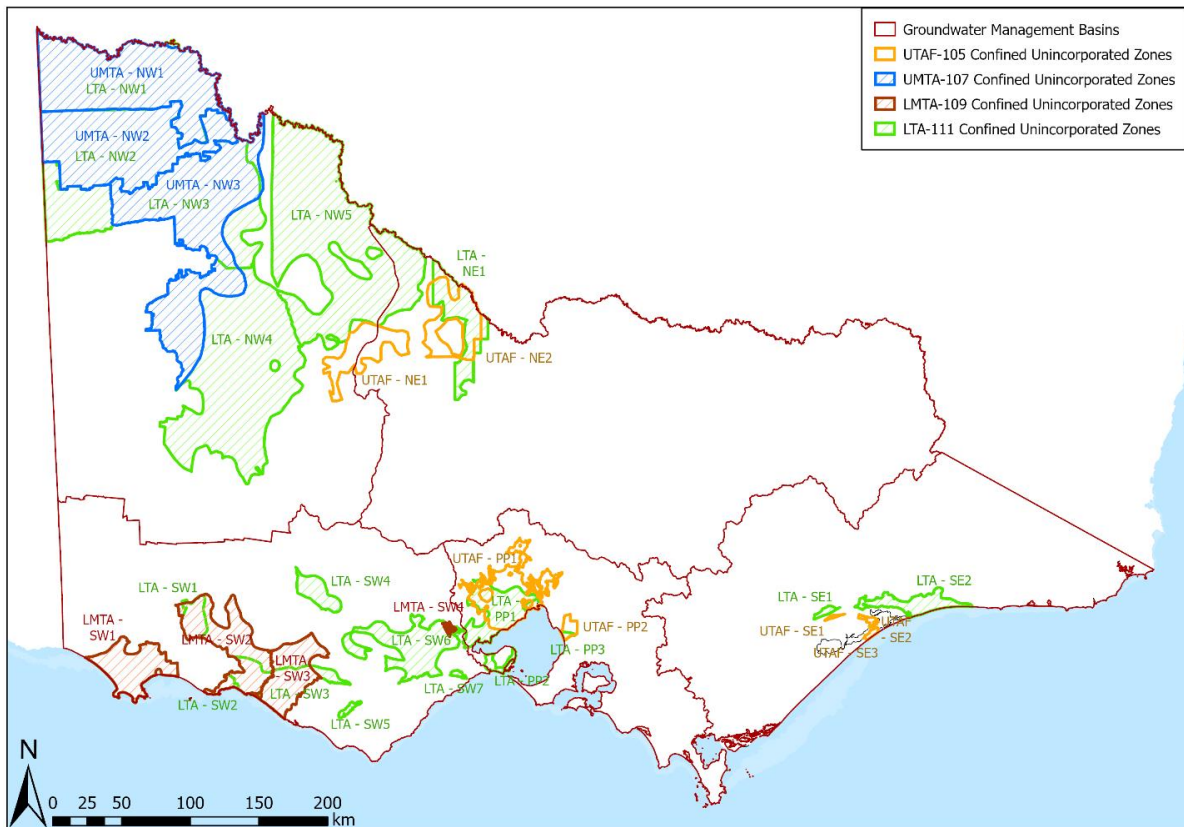 Groundwater Management Basins
UTAF-105 Confined Unincorporated Zones
UMTA-107 Confined Unincorporated Zones
LMTA-109 Confined Unincorporated Zones
LTA-111 Confined Unincorporated Zones
UMTA - NW1
LTA - NW1
UMTA - NW2
LTA - NW2
UMTA - NW3
LTA - NW3
LTA - NW5
LTA -
NE1
LTA - NW4
UTAF - NE2
UTAF - NE1
UTAF - PP1
LTA - SW1
LTA - SW4
LMTA - SW4
LTA -
PP1
LTA - SE2
LTA - SE1
LMTA -
SW1
LMTA - SW2
LTA - SW6
UTAF - PP2
UTAF - SE1
UTAF
- SE2
LTA - PP3
UTAF - SE3
LMTA
- SW3
LTA - SW3
LTA - SW7
LTA - PP2
LTA - SW2
LTA - SW5
N
0 25 50 100 150 200
km